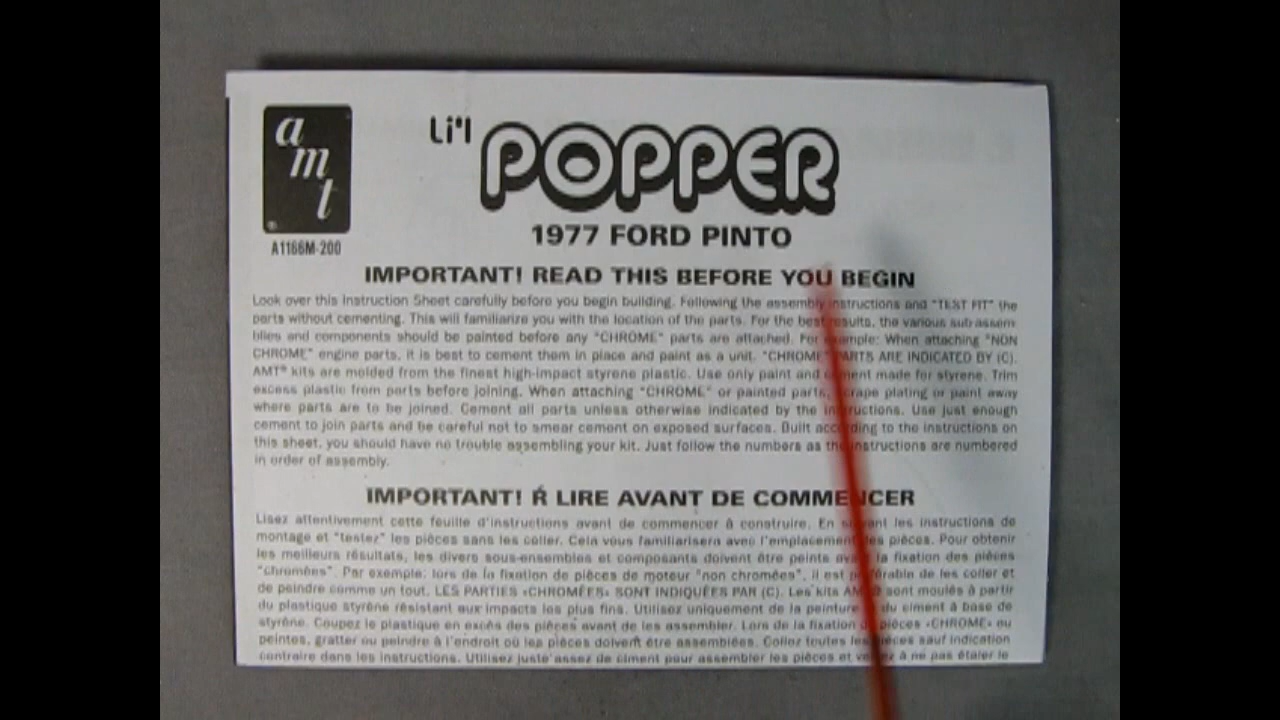 amt
®
A1166M-200
Li'l
POPPER
1977 FORD PINTO
IMPORTANT! READ THIS BEFORE YOU BEGIN
Look over this Instruction Sheet carefully before you begin building. Following the assembly instructions and "TEST FIT" the
parts without cementing. This will familiarize you with the location of the parts. For the best results, the various sub-assem-
blies and components should be painted before any "CHROME" parts are attached. For example: When attaching "NON
CHROME" engine parts, it is best to cement them in place and paint as a unit. "CHROME" PARTS ARE INDICATED BY (C).
AMT® kits are molded from the finest high-impact styrene plastic. Use only paint and cement made for styrene. Trim
excess plastic from parts before joining. When attaching "CHROME" or painted parts, scrape plating or paint away
where parts are to be joined. Cement all parts unless otherwise indicated by the instructions. Use just enough
cement to join parts and be careful not to smear cement on exposed surfaces. Built according to the instructions on
this sheet, you should have no trouble assembling your kit. Just follow the numbers as the instructions are numbered
in order of assembly.
IMPORTANT! Ŕ LIRE AVANT DE COMMENCER
Lisez attentivement cette feuille d'instructions avant de commencer à construire. En suivant les instructions de
montage et "testez" les pièces sans les coller. Cela vous familiarisera avec l'emplacement des pièces. Pour obtenir
les meilleurs résultats, les divers sous-ensembles et composants doivent être peints avant la fixation des pièces
"chromées". Par exemple: lors de la fixation de pièces de moteur "non chromées", il est préférable de les coller et
de peindre comme un tout. LES PARTIES «CHROMÉES» SONT INDIQUÉES PAR (C). Les kits AMT® sont moulés à partir
du plastique styrène résistant aux impacts les plus fins. Utilisez uniquement de la peinture et du ciment à base de
styrène. Coupez le plastique en excès des pièces avant de les assembler. Lors de la fixation de pièces «CHROME» ou
peintes, gratter ou peindre à l'endroit où les pièces doivent être assemblées. Collez toutes les pièces sauf indication
contraire dans les instructions. Utilisez juste assez de ciment pour assembler les pièces et veillez à ne pas étaler le